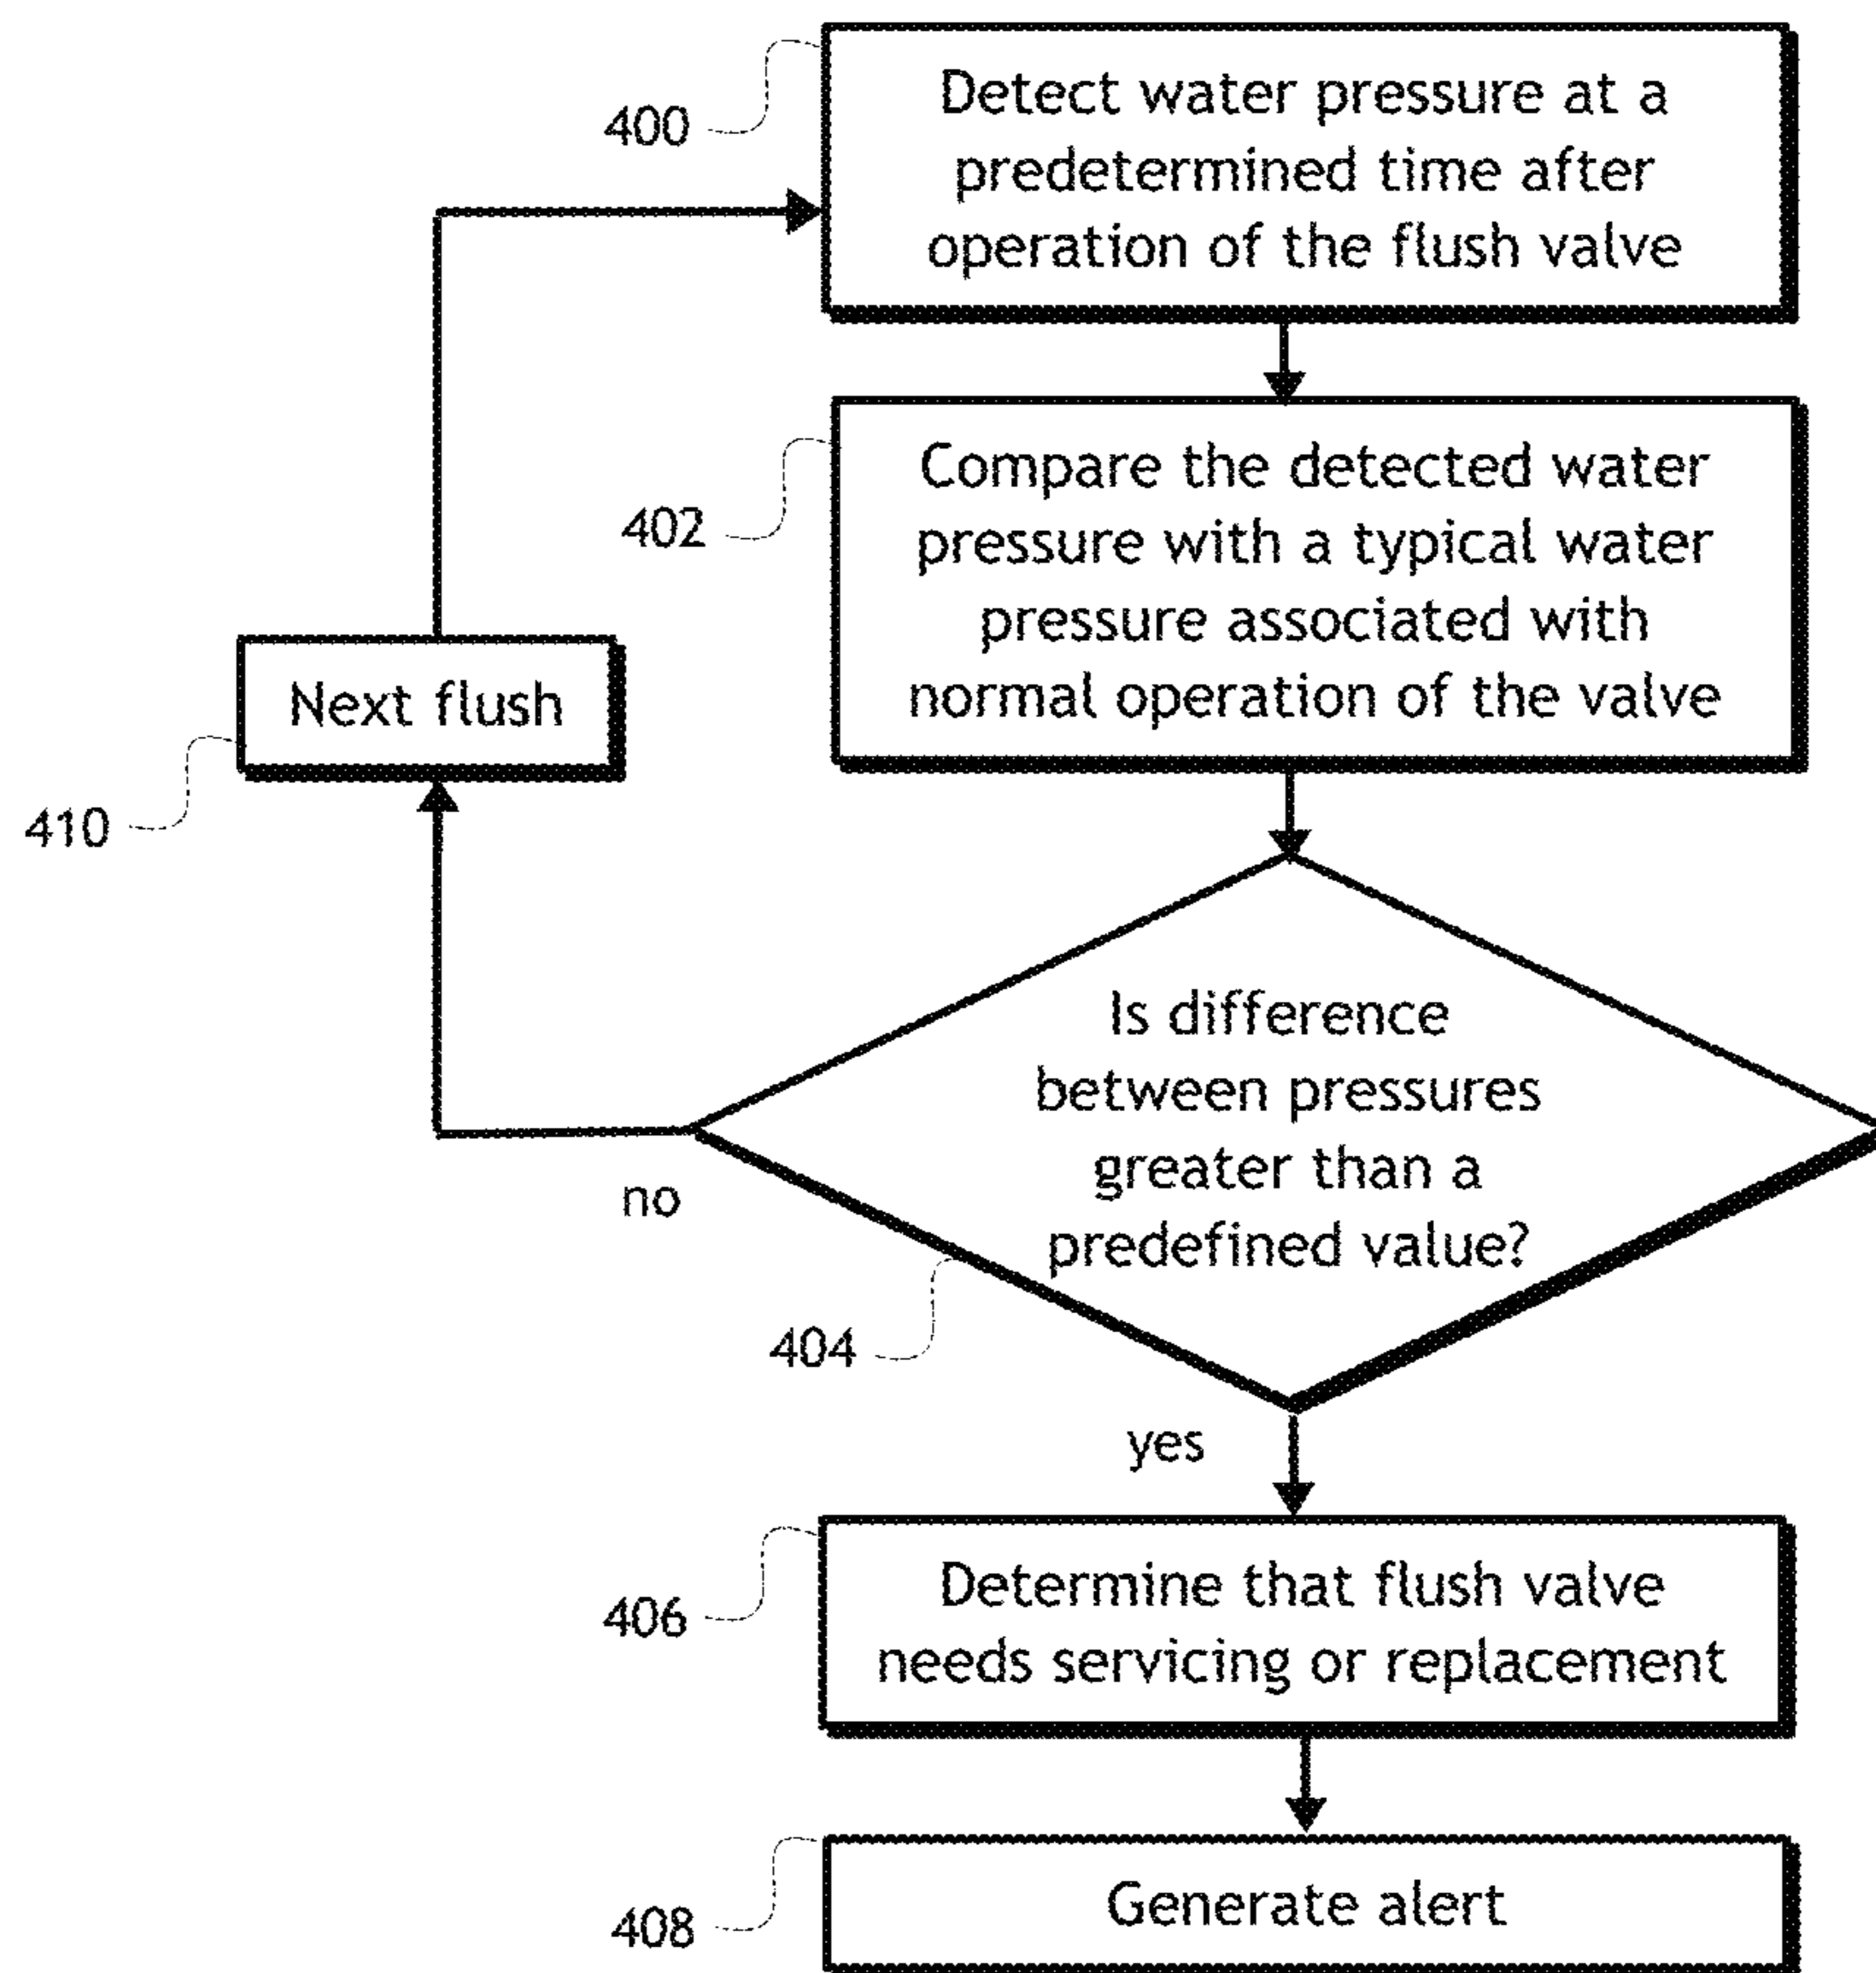 400
Detect water pressure at a
predetermined time after
operation of the flush valve
402
Compare the detected water
pressure with a typical water
pressure associated with
normal operation of the valve
Next flush
410
Is difference
between pressures
greater than a
predefined value?
no
404
yes
406
Determine that flush valve
needs servicing or replacement
408
Generate alert